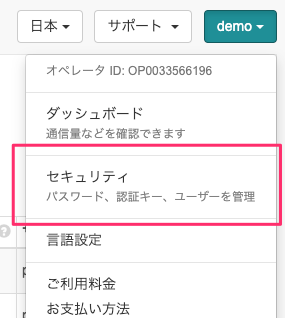 日本 サポート demo
オペレータ ID: OP0033566196
ダッシュボード
通信量などを確認できます
セキュリティ
パスワード、認証キー、ユーザーを管理
言語設定
ご利用料金
お支払い方法